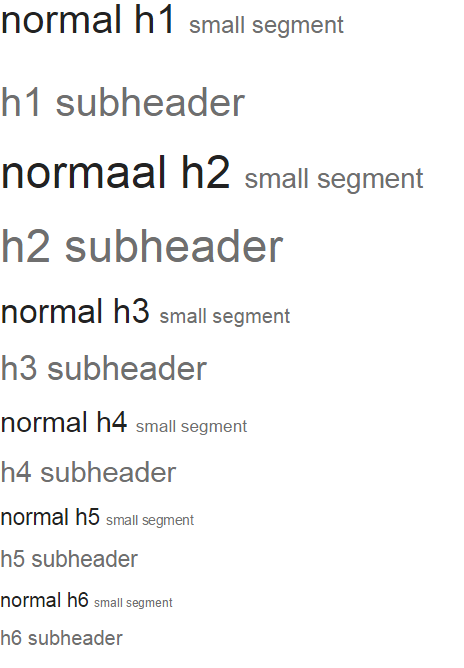 normal h1 small segment
h1 subheader
normaal h2 small segment
h2 subheader
normal h3 small segment
h3 subheader
normal h4 small segment
h4 subheader
normal h5 small segment
h5 subheader
normal h6 small segment
h6 subheader